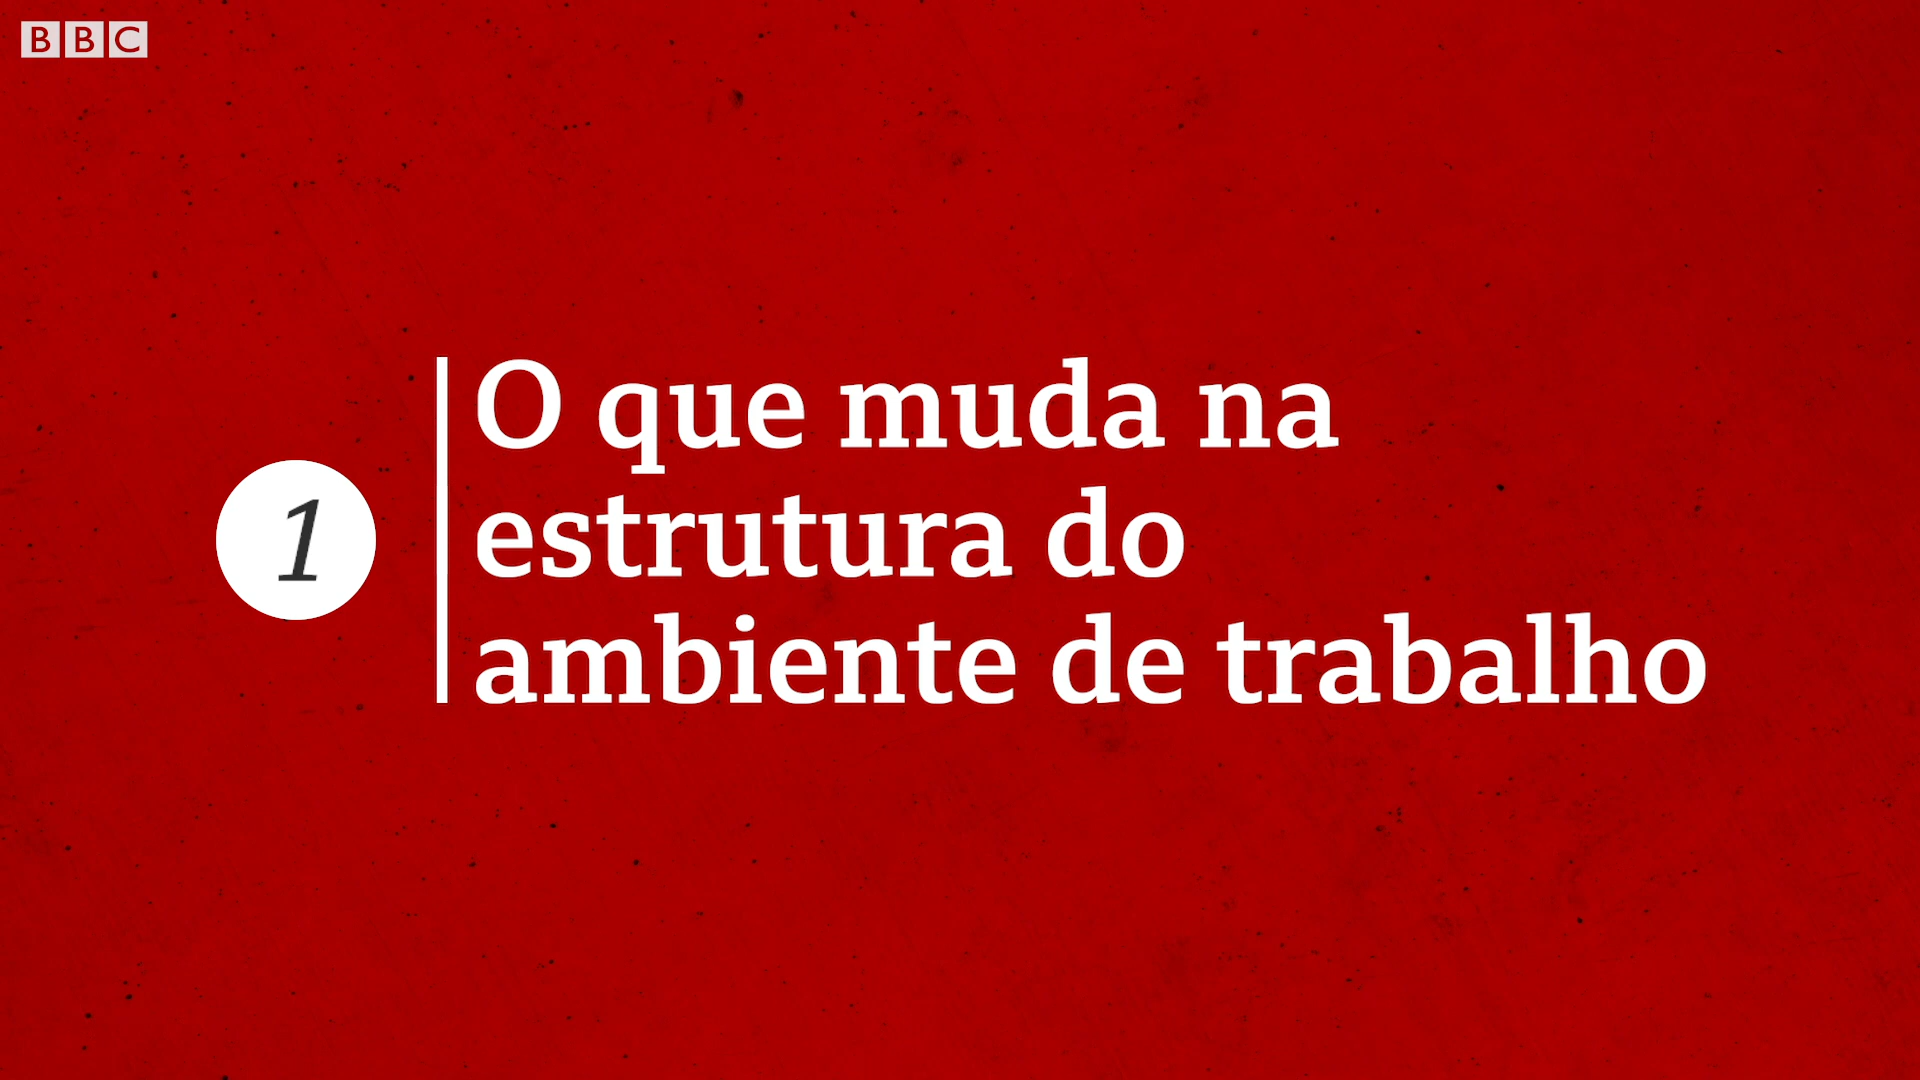 BBC
O que muda na
1
estrutura do
ambiente de trabalho